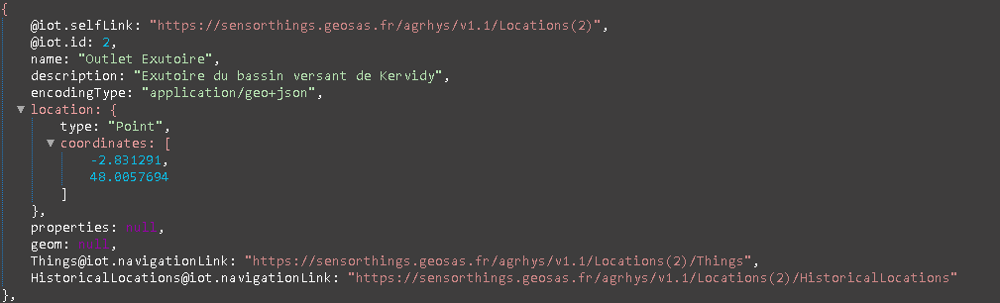 {
@iot.selfLink: "https://sensorthings.geosas.fr/agrhys/v1.1/Locations(2)",
@iot.id: 2,
name: "Outlet Exutoire",
description: "Exutoire du bassin versant de Kervidy",
encodingType: "application/geo+json",
location: {
type: "Point",
coordinates: [
-2.831291,
48.0057694
]
},
properties: null,
geom: null,
Things@iot.navigationLink: "https://sensorthings.geosas.fr/agrhys/v1.1/Locations(2)/Things",
HistoricalLocations@iot.navigationLink: "https://sensorthings.geosas.fr/agrhys/v1.1/Locations(2)/HistoricalLocations"
},